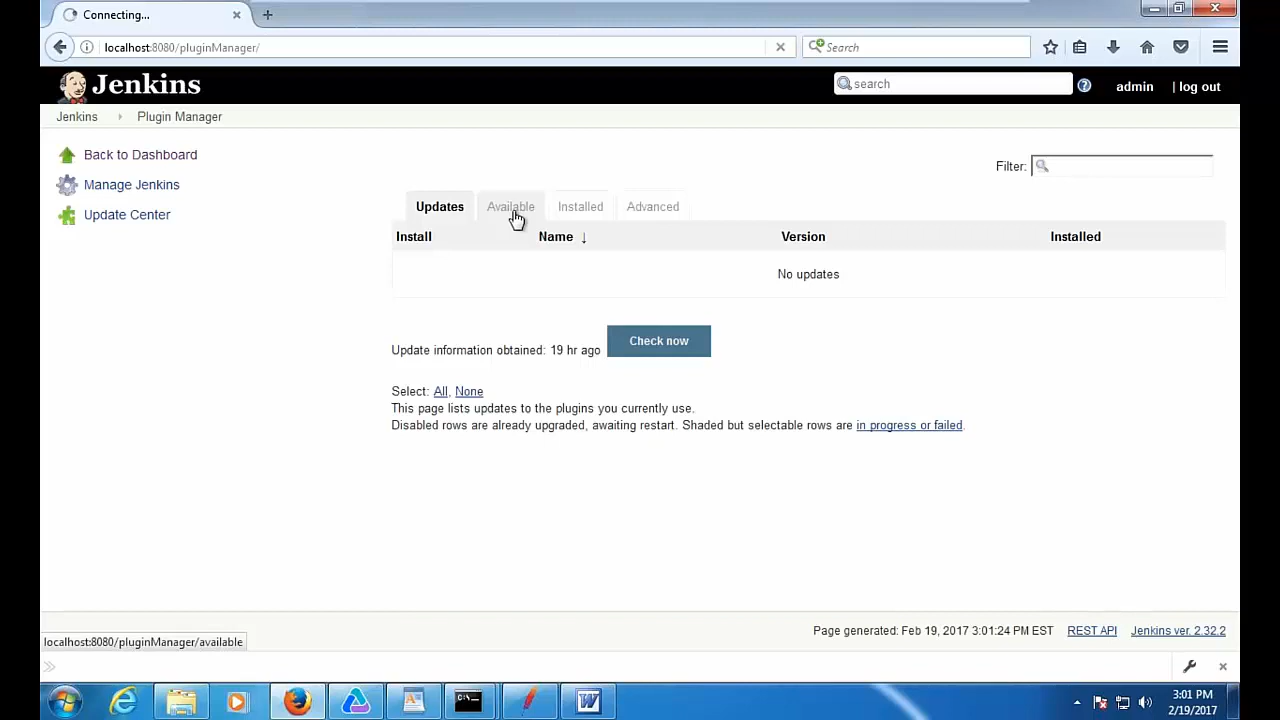 Connecting...
localhost:8080/pluginManager/
Search
Jenkins
search
admin
| log out
Jenkins
Plugin Manager
Back to Dashboard
Manage Jenkins
Update Center
Filter:
Updates
Available
Installed
Advanced
Install
Name ↓
Version
Installed
No updates
Update information obtained: 19 hr ago
Check now
Select: All, None
This page lists updates to the plugins you currently use.
Disabled rows are already upgraded, awaiting restart. Shaded but selectable rows are in progress or failed.
Page generated: Feb 19, 2017 3:01:24 PM EST
REST API
Jenkins ver. 2.32.2
localhost:8080/pluginManager/available
3:01 PM
2/19/2017